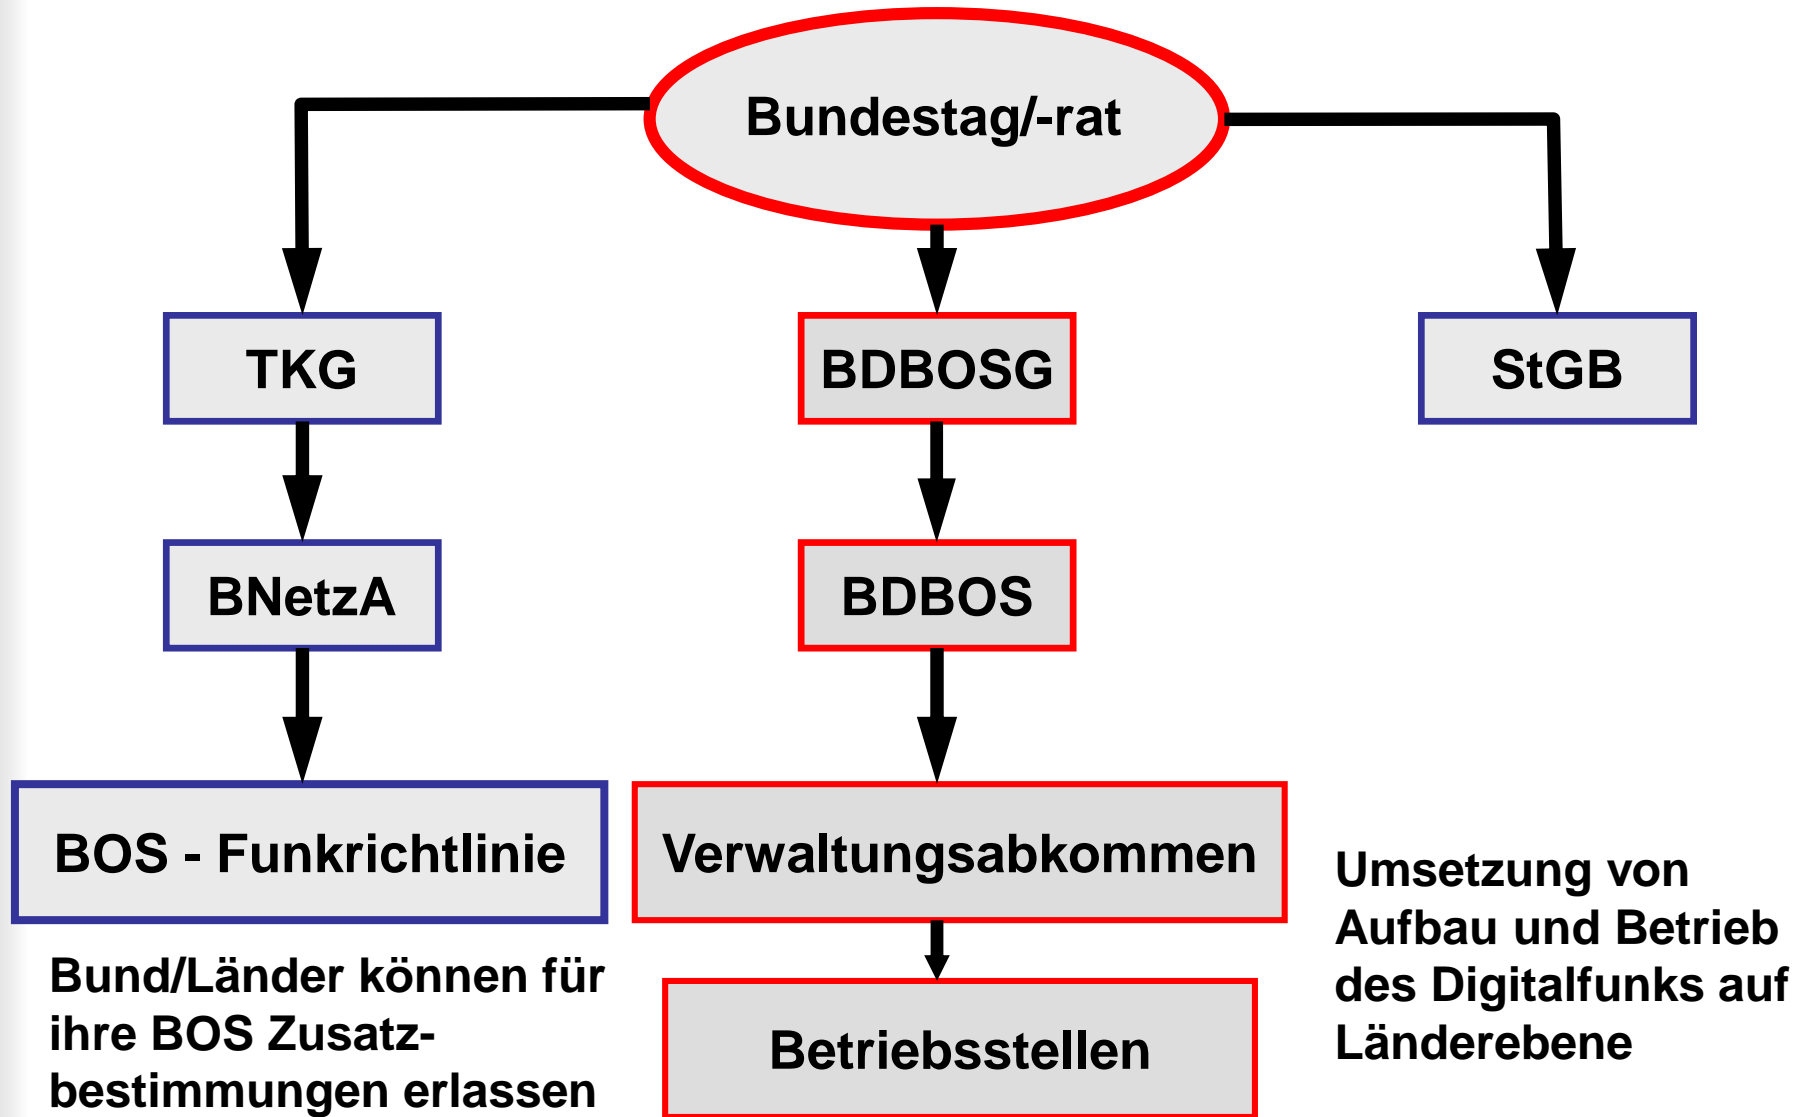 Bundestag/-rat
TKG
BDBOSG
StGB
BNetzA
BDBOS
BOS - Funkrichtlinie
Verwaltungsabkommen
Bund/Länder können für
ihre BOS Zusatz-
bestimmungen erlassen
Betriebsstellen
Umsetzung von
Aufbau und Betrieb
des Digitalfunks auf
Länderebene